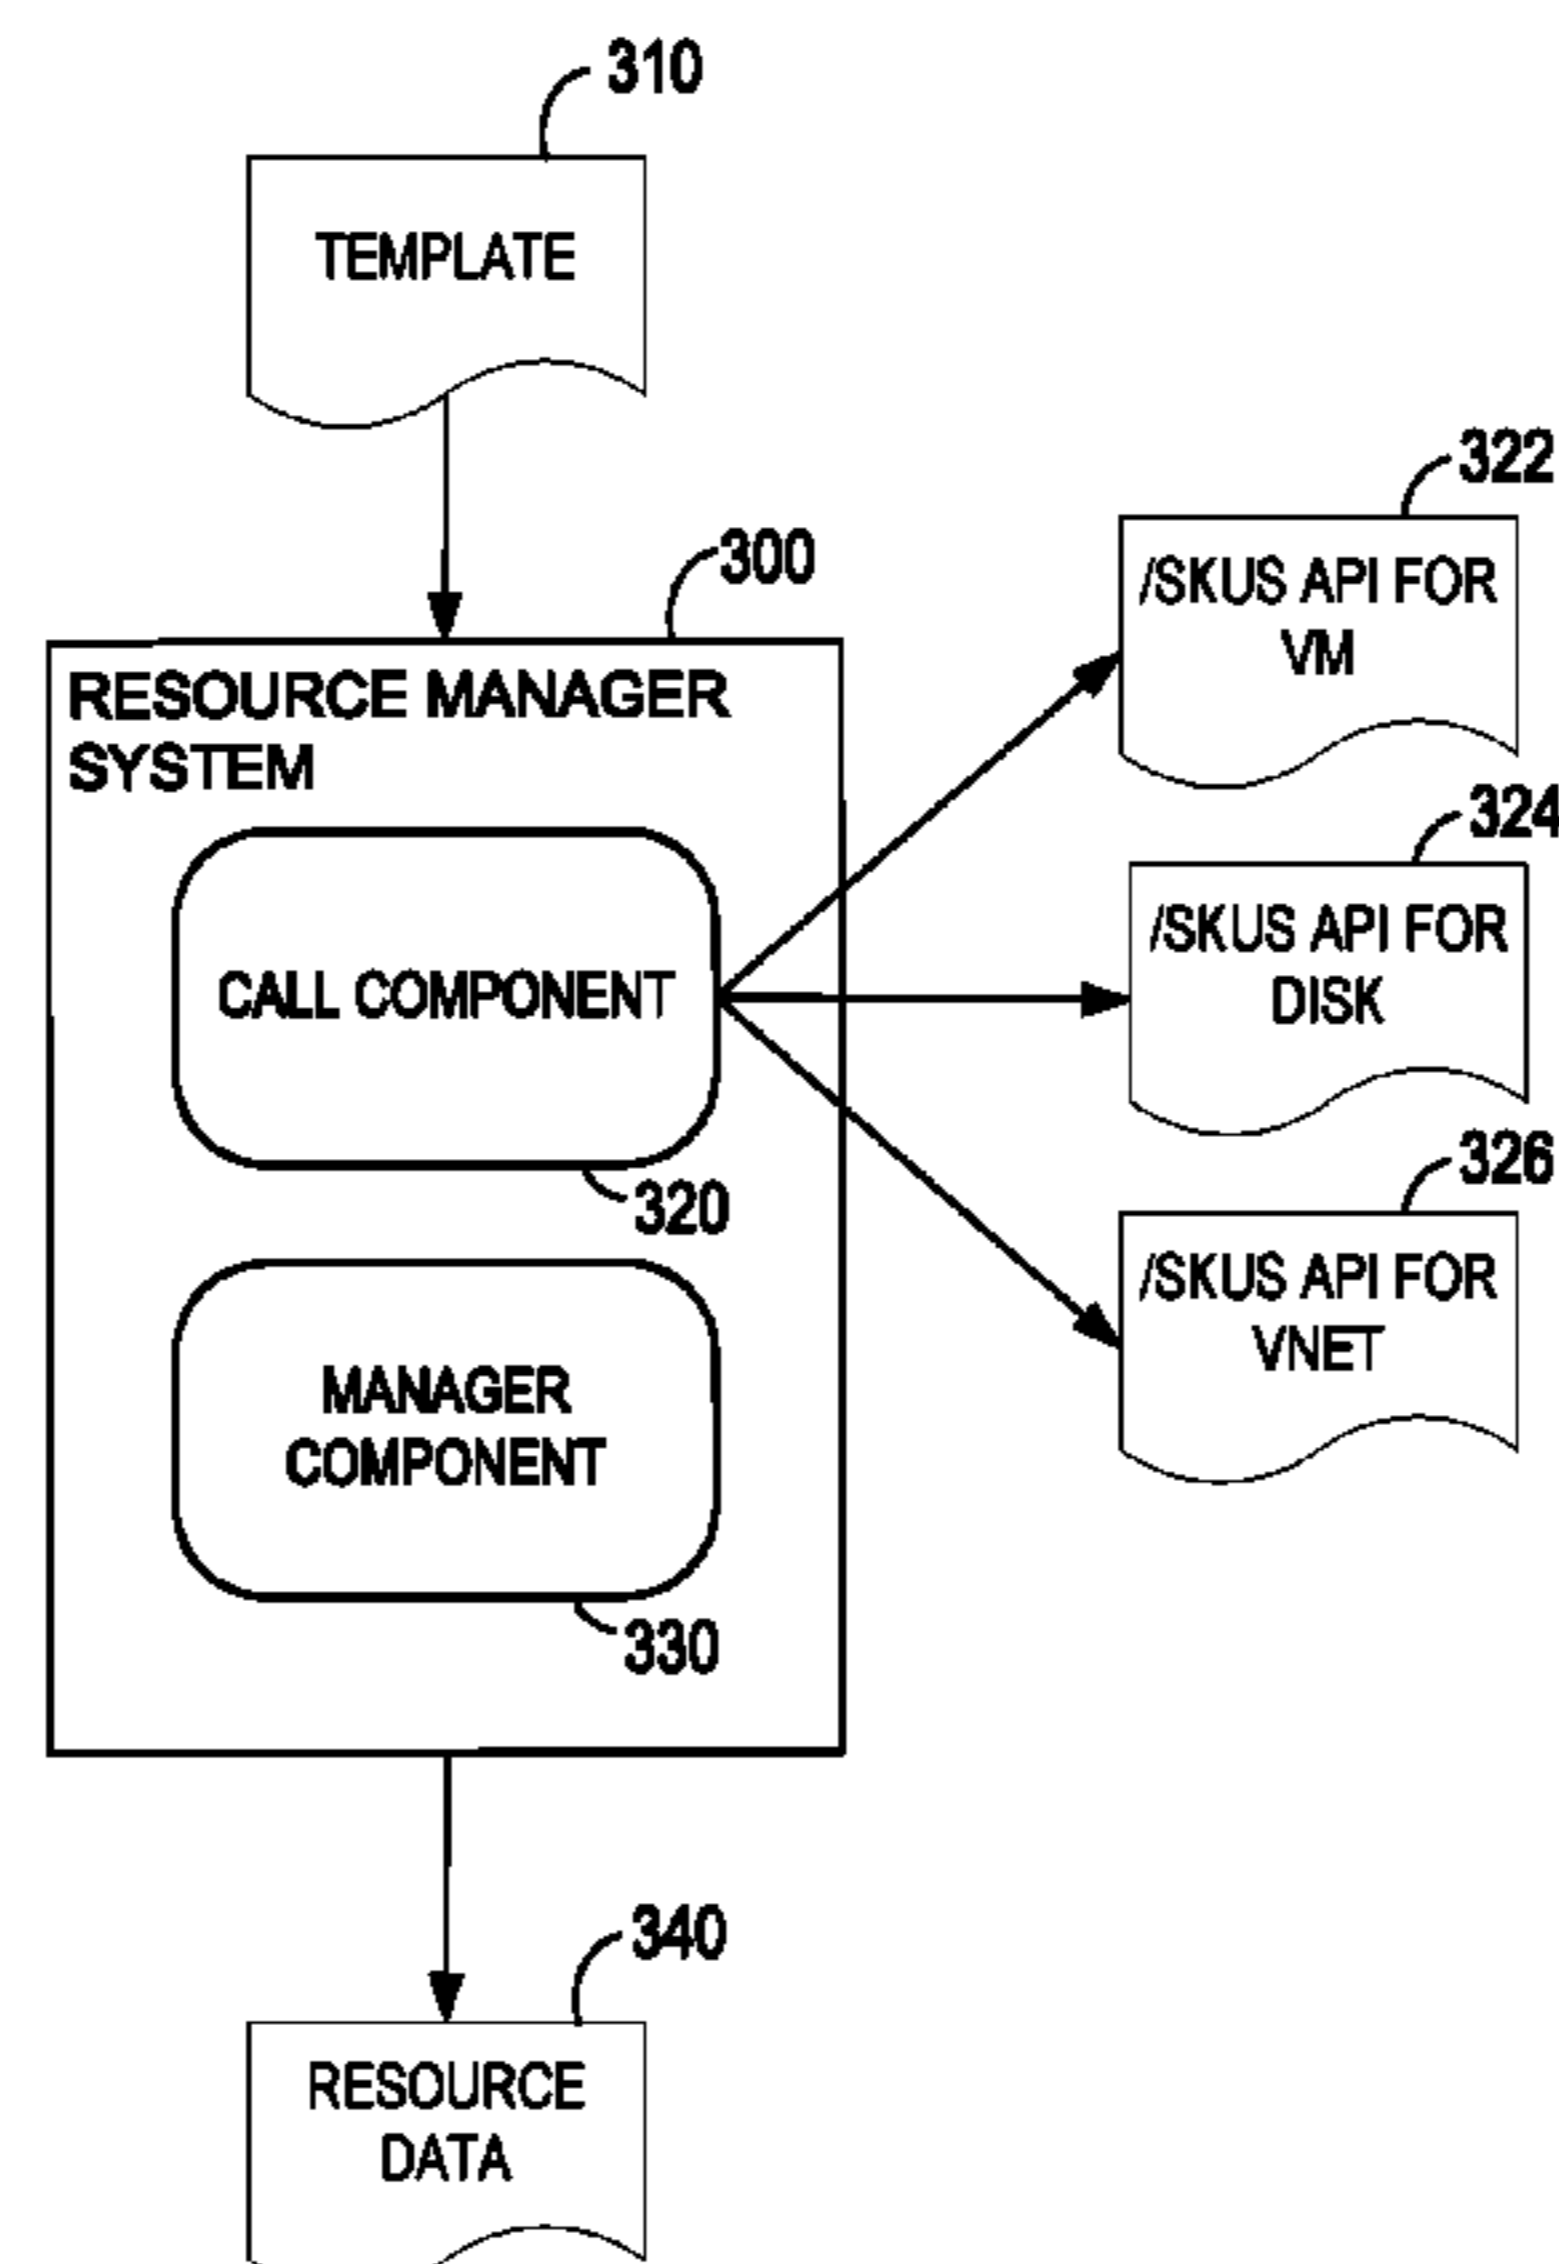 310
TEMPLATE
300
RESOURCE MANAGER
SYSTEM
322
/SKUS API FOR
VM
324
/SKUS API FOR
DISK
CALL COMPONENT
320
326
/SKUS API FOR
VNET
MANAGER
COMPONENT
330
340
RESOURCE
DATA